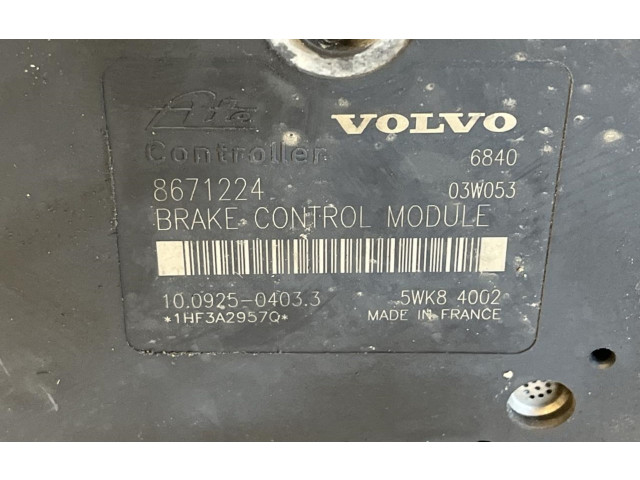 Ate VOLVO
Controller 6840
8671224 03W053
BRAKE CONTROL MODULE
10.0925-0403.3 5WK8 4002
*1HF3A2957Q* MADE IN FRANCE